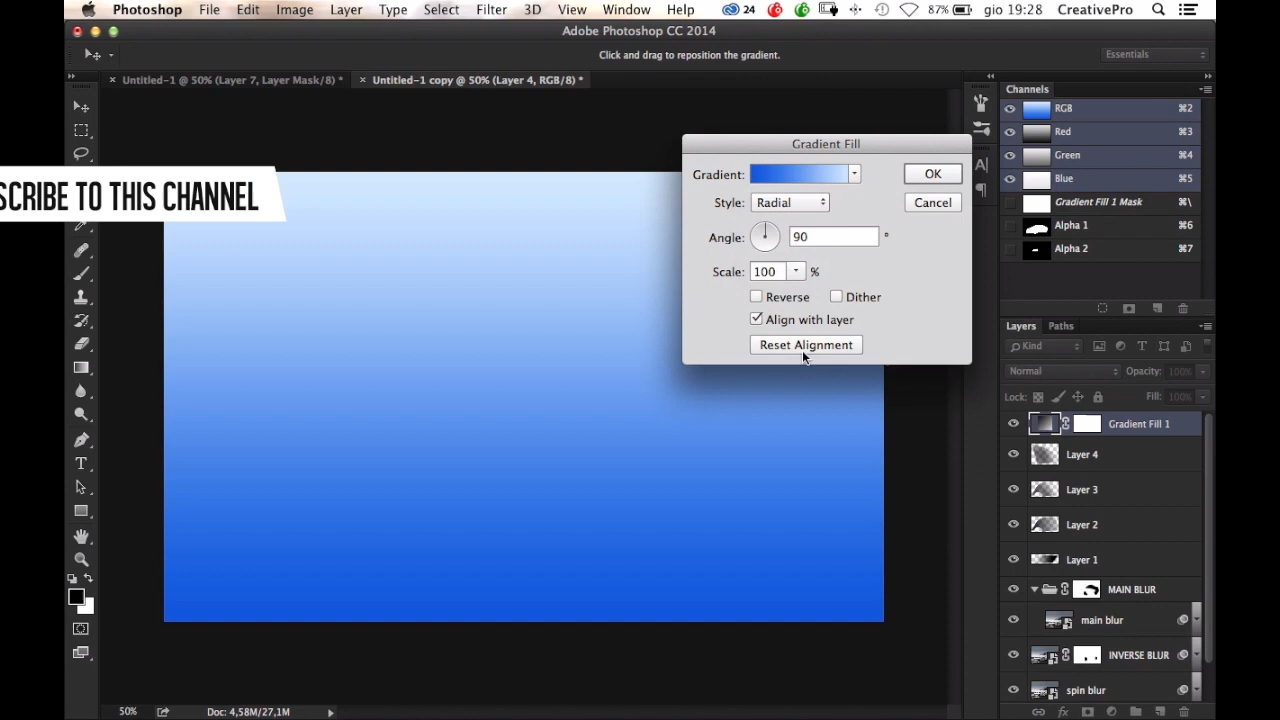 Photoshop File Edit Image Layer Type Select Filter 3D View Window Help 24 87% gio 19:28 CreativePro
Adobe Photoshop CC 2014
Click and drag to reposition the gradient.
Essentials
Untitled-1 @ 50% (Layer 7, Layer Mask/8) *
Untitled-1 copy @ 50% (Layer 4, RGB/8) *
SCRIBE TO THIS CHANNEL
Gradient Fill
Gradient:
OK
Style: Radial
Cancel
Angle: 90 °
Scale: 100 %
Reverse Dither
Align with layer
Reset Alignment
Channels
RGB ⌘2
Red ⌘3
Green ⌘4
Blue ⌘5
Gradient Fill 1 Mask ⌘\
Alpha 1 ⌘6
Alpha 2 ⌘7
Layers Paths
Kind
Normal Opacity: 100%
Lock: Fill: 100%
Gradient Fill 1
Layer 4
Layer 3
Layer 2
Layer 1
MAIN BLUR
main blur
INVERSE BLUR
spin blur
50% Doc: 4,58M/27,1M